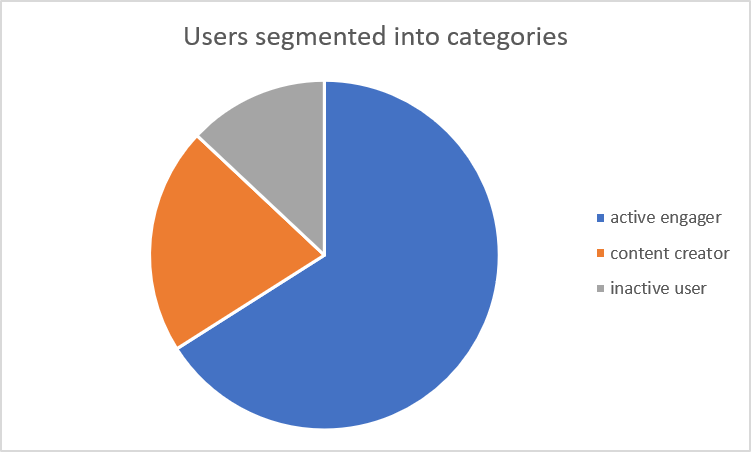 Users segmented into categories
active engager
content creator
inactive user